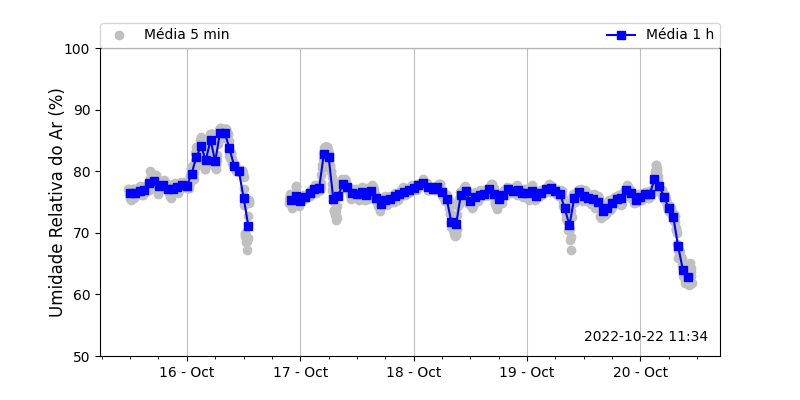 Média 5 min
Média 1 h
100
90
80
70
60
50
Umidade Relativa do Ar (%)
2022-10-22 11:34
16 - Oct
17 - Oct
18 - Oct
19 - Oct
20 - Oct